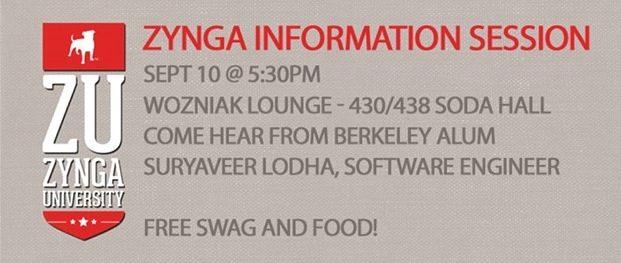 ZYNGA INFORMATION SESSION
SEPT 10 @ 5:30PM
WOZNIAK LOUNGE - 430/438 SODA HALL
COME HEAR FROM BERKELEY ALUM
SURYAVEER LODHA, SOFTWARE ENGINEER
FREE SWAG AND FOOD!
ZU
ZYNGA
UNIVERSITY